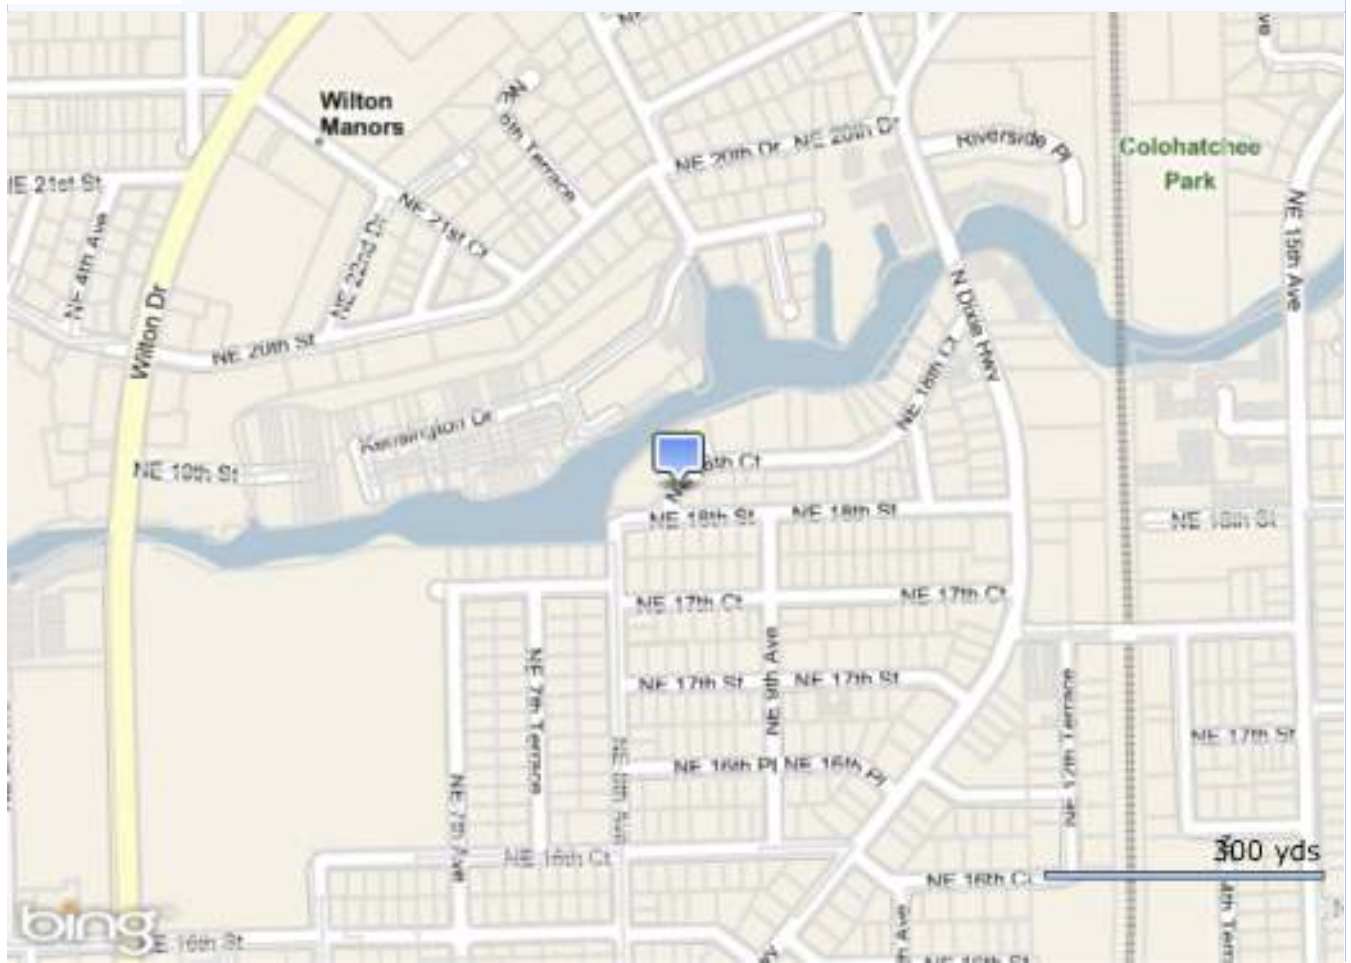 Wilton
Manors
NE 20th Dr
NE 20th Dr
Riverside Pl
Colohatchee
Park
NE
6th Terrace
NE 21st St
NE 4th Ave
NE 21st Ct
NE 22nd Dr
NE 15th Ave
Wilton Dr
NE 20th St
N Dixie HWY
NE 18th Ct
Kensington Dr
NE 19th St
NE 18th St
NE 18th St
NE 18th St
NE 17th Ct
NE 17th Ct
NE 7th Terrace
NE 9th Ave
NE 17th St
NE 17th St
NE 12th Terrace
NE 17th St
NE 16th Pl
NE 16th Pl
NE 8th Ave
NE 7th Ave
NE 16th Ct
NE 16th Ct
300 yds
bing
E 16th St
NE 16th St